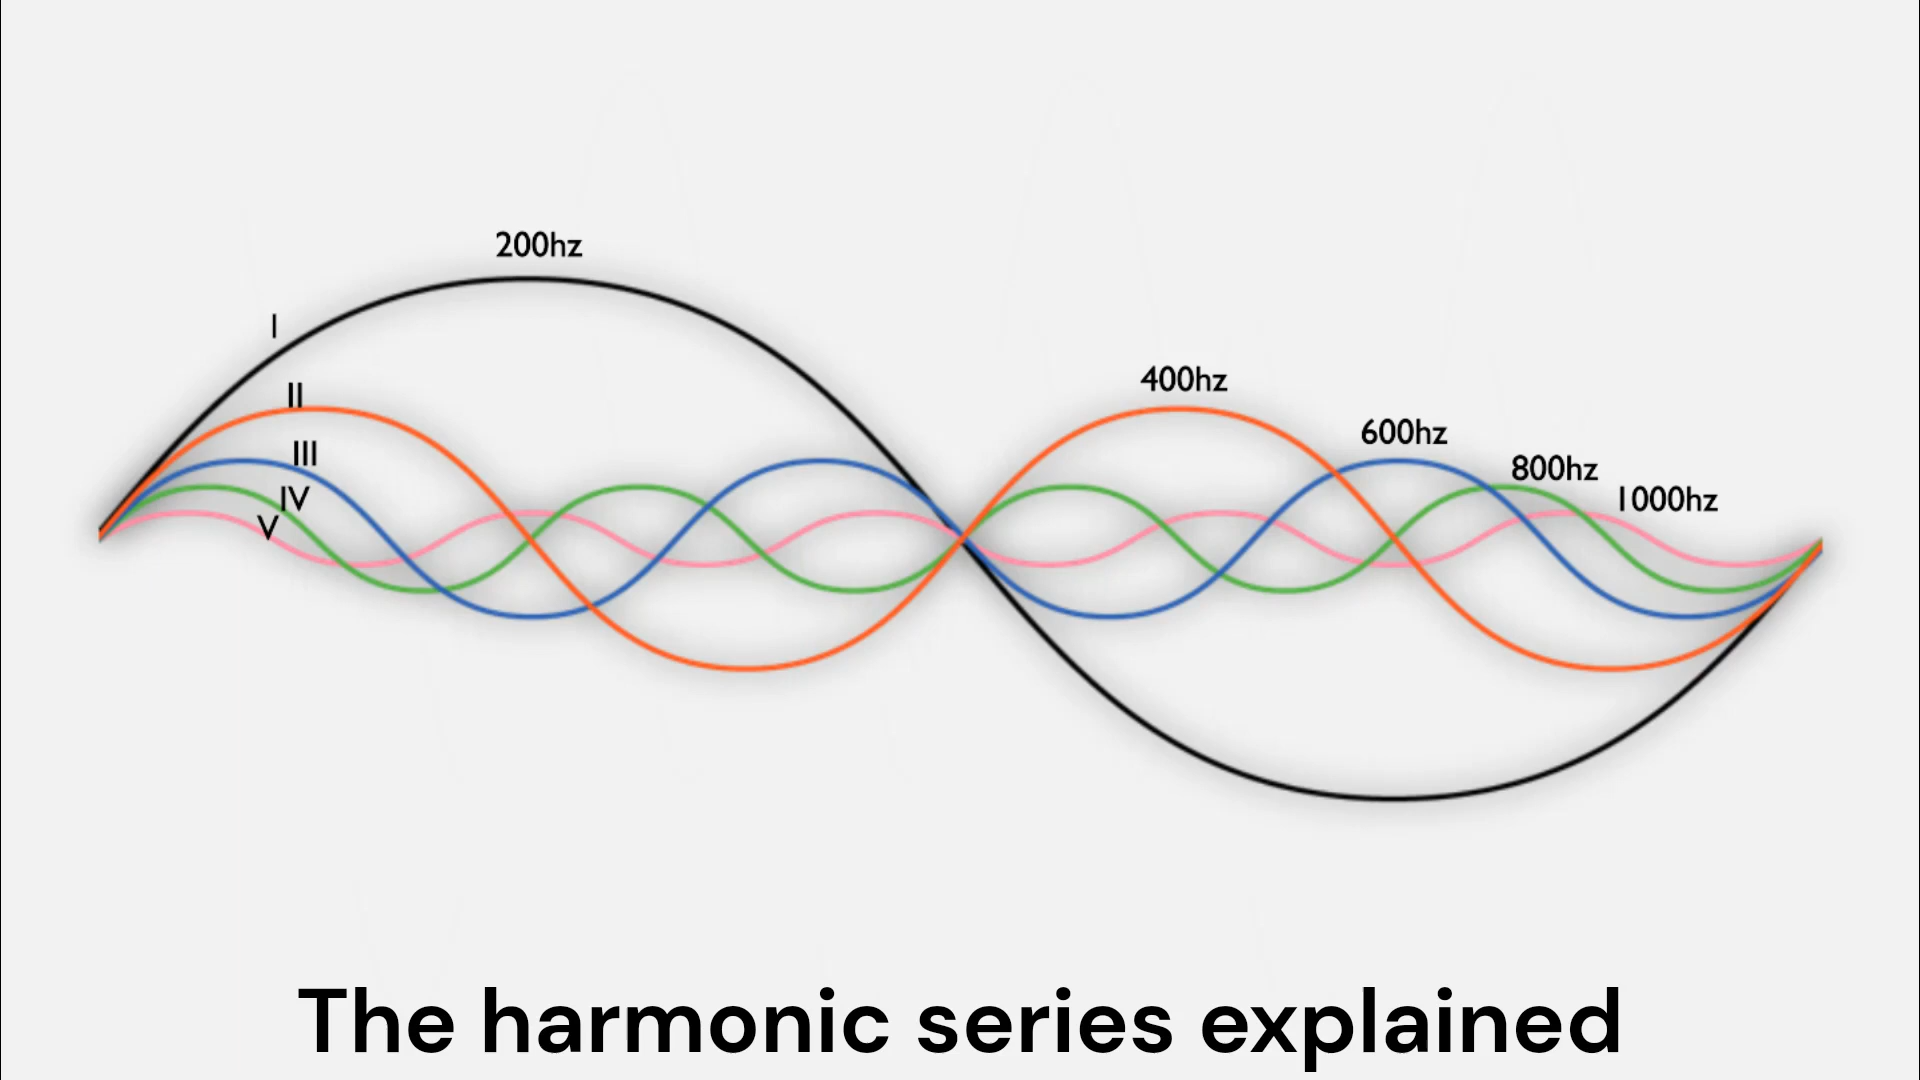 200hz
I
II
400hz
III
600hz
IV
800hz
V
1000hz
The harmonic series explained